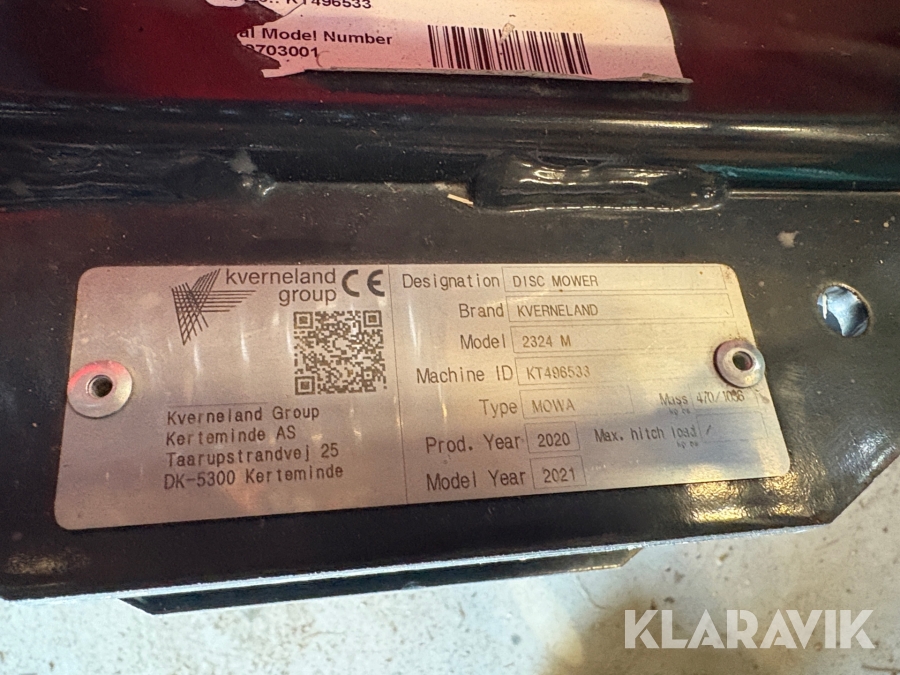 KT496533
al Model Number
703001
kverneland
group
CE
Kverneland Group
Kerteminde AS
Taarupstrandvej 25
DK-5300 Kerteminde
Designation DISC MOWER
Brand KVERNELAND
Model 2324 M
Machine ID KT496533
Type MOWA Mass 470/1036
Prod. Year 2020 Max. hitch load /
Model Year 2021
KLARAVIK